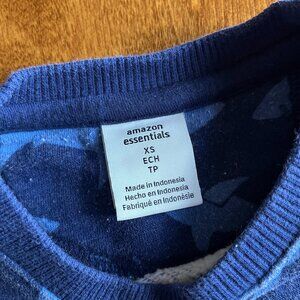 amazon
essentials
XS
ECH
TP
Made in Indonesia
Hecho en Indonesia
Fabriqué en Indonésie